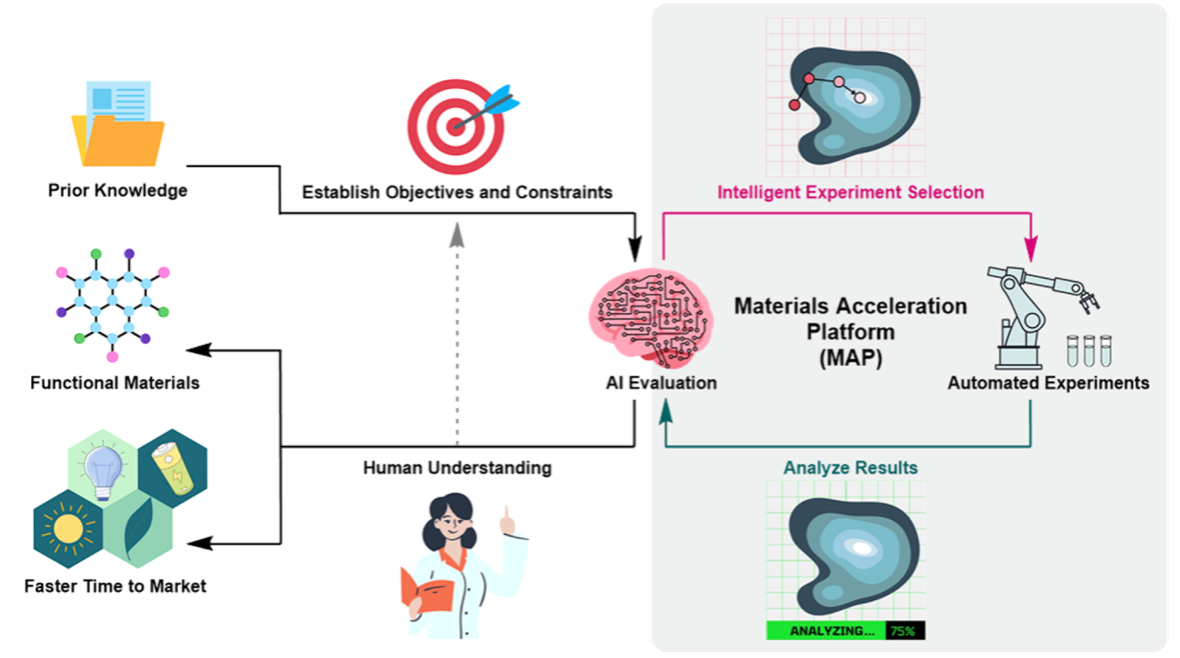 Prior Knowledge
Establish Objectives and Constraints
Intelligent Experiment Selection
Materials Acceleration
Platform
(MAP)
Functional Materials
AI Evaluation
Automated Experiments
Human Understanding
Analyze Results
Faster Time to Market
ANALYZING... 75%